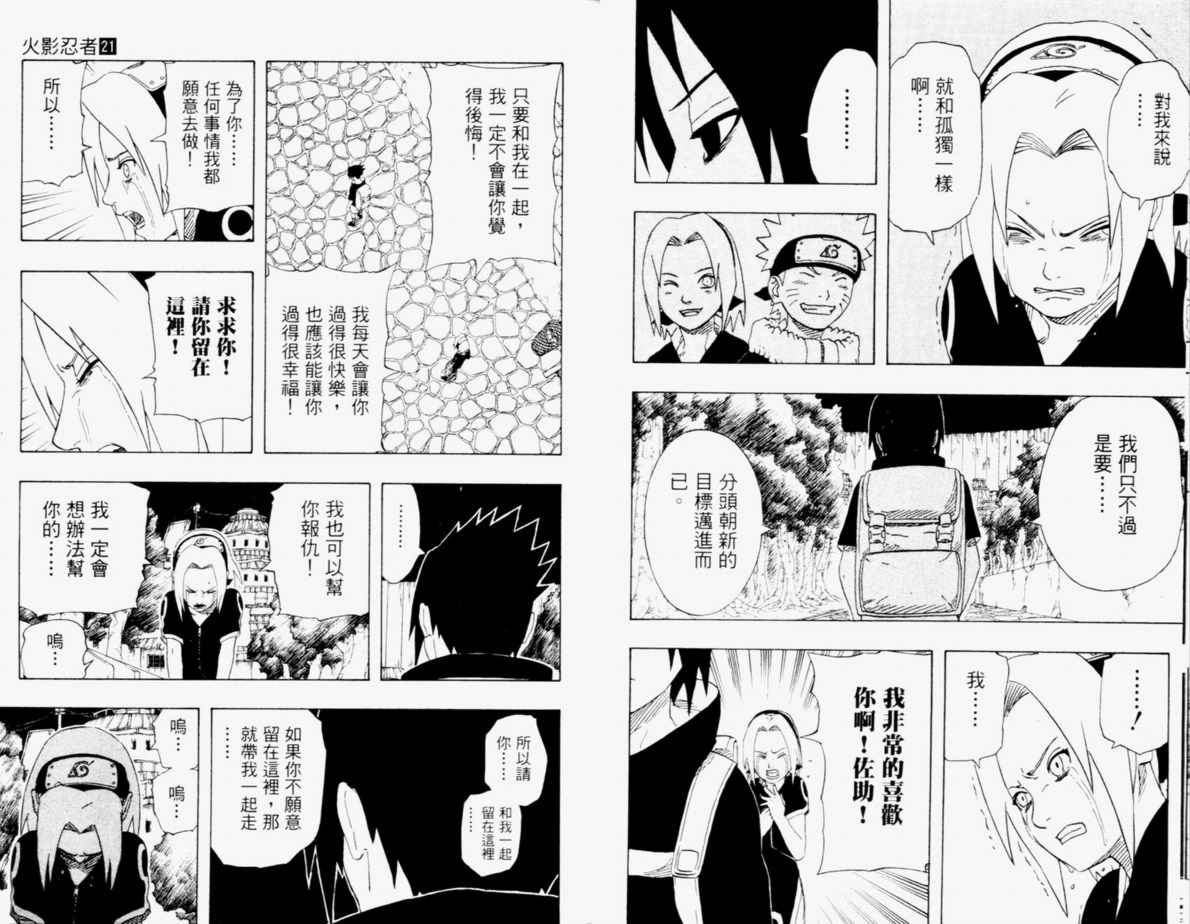 對我來說
……
就和孤獨一樣
啊……
………
我們只不過
是要……
分頭朝新的
目標邁進而
已。
……！
我…
我非常的喜歡
你啊！佐助！
火影忍者21
只要和我在一起，
我一定不會讓你覺
得後悔！
我每天會讓你
過得很快樂，
也應該能讓你
過得很幸福！
為了你……
任何事情我都
願意去做！
所以……
求求你！
請你留在
這裡！
………
我也可以幫
你報仇！
我一定會
想辦法幫
你的……
嗚…
所以請
你……
和我一起
留在這裡
……
如果你不願意
留在這裡，那
就帶我一起走
……
嗚…
嗚…